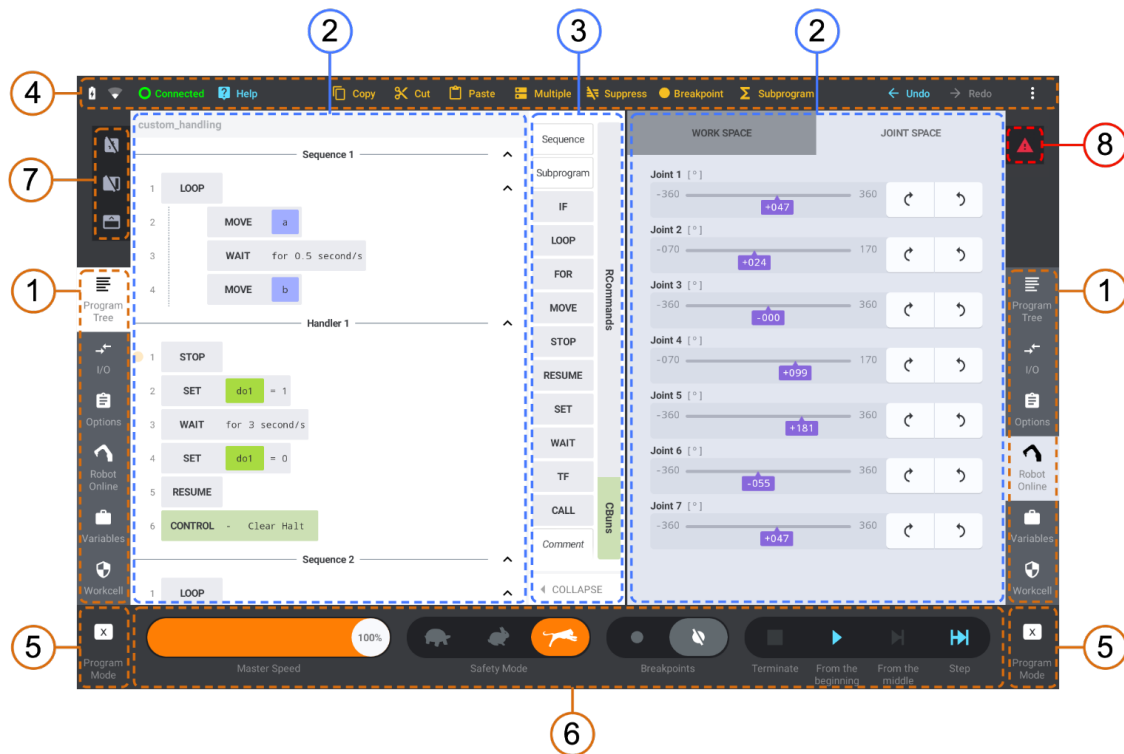 2
3
2
4
Connected
Help
Copy
Cut
Paste
Multiple
Suppress
Breakpoint
Subprogram
Undo
Redo
7
custom_handling
Sequence 1
1 LOOP
2 MOVE a
3 WAIT for 0.5 second/s
4 MOVE b
Handler 1
1 STOP
2 SET do1 = 1
3 WAIT for 3 second/s
4 SET do1 = 0
5 RESUME
6 CONTROL - Clear Halt
Sequence 2
1 LOOP
1
Program
Tree
I/O
Options
Robot
Online
Variables
Workcell
Sequence
Subprogram
IF
LOOP
FOR
MOVE
STOP
RESUME
SET
WAIT
TF
CALL
Comment
COLLAPSE
RCommands
CBuns
WORK SPACE
JOINT SPACE
Joint 1 [°]
-360 360
+047
Joint 2 [°]
-070 170
+024
Joint 3 [°]
-360 360
-000
Joint 4 [°]
-070 170
+099
Joint 5 [°]
-360 360
+181
Joint 6 [°]
-360 360
-055
Joint 7 [°]
-360 360
+047
8
1
Program
Tree
I/O
Options
Robot
Online
Variables
Workcell
5
X
Program
Mode
100%
Master Speed
Safety Mode
Breakpoints
Terminate
From the
beginning
From the
middle
Step
X
Program
Mode
5
6